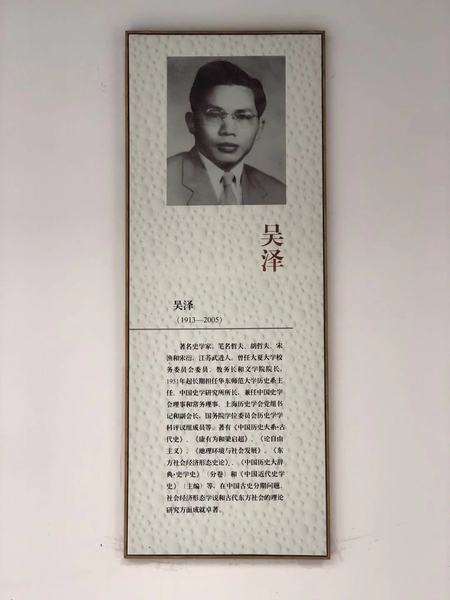 吴
泽
吴泽
(1913—2005)
著名史学家，笔名哲夫、胡哲夫、宋
渔和宋衍，江苏武进人。曾任大夏大学校
务委员会委员、教务长和文学院院长。
1951年起长期担任华东师范大学历史系主
任、中国史学研究所所长，兼任中国史学
会理事和常务理事、上海历史学会党组书
记和副会长，国务院学位委员会历史学学
科评议组成员等。著有《中国历史大系·古
代史》、《康有为和梁启超》、《论自由
主义》、《地理环境与社会发展》、《东
方社会经济形态史论》、《中国历史大辞
典·史学史》（分卷）和《中国近代史学
史》（主编）等，在中国古史分期问题、
社会经济形态学说和古代东方社会的理论
研究方面成就卓著。